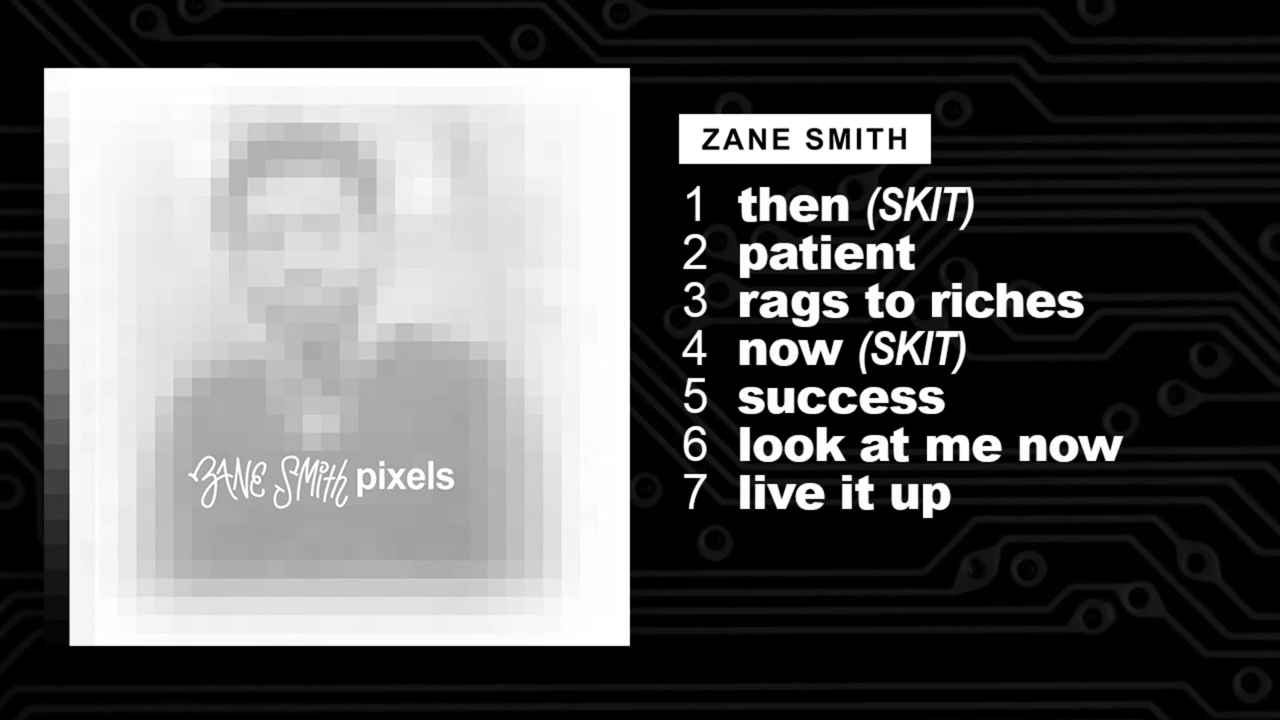 ZANE SMITH pixels
ZANE SMITH
1 then (SKIT)
2 patient
3 rags to riches
4 now (SKIT)
5 success
6 look at me now
7 live it up